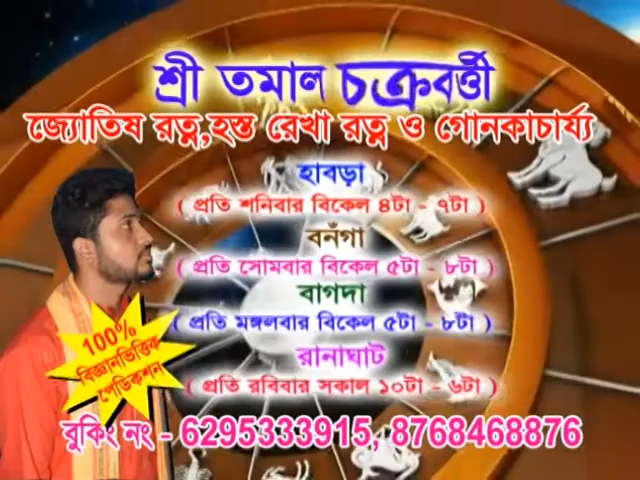 শ্রী তমাল চক্রবর্ত্তী
জ্যোতিষ রত্ন,হস্ত রেখা রত্ন ও গোনকাচার্য্য
হাবড়া
( প্রতি শনিবার বিকেল ৪টা - ৭টা )
বনঁগা
( প্রতি সোমবার বিকেল ৫টা - ৮টা )
বাগদা
( প্রতি মঙ্গলবার বিকেল ৫টা - ৮টা )
রানাঘাট
( প্রতি রবিবার সকাল ১০টা - ৬টা )
100%
বিজ্ঞানভিত্তিক
পেডিকশন
বুকিং নং - 6295333915, 8768468876